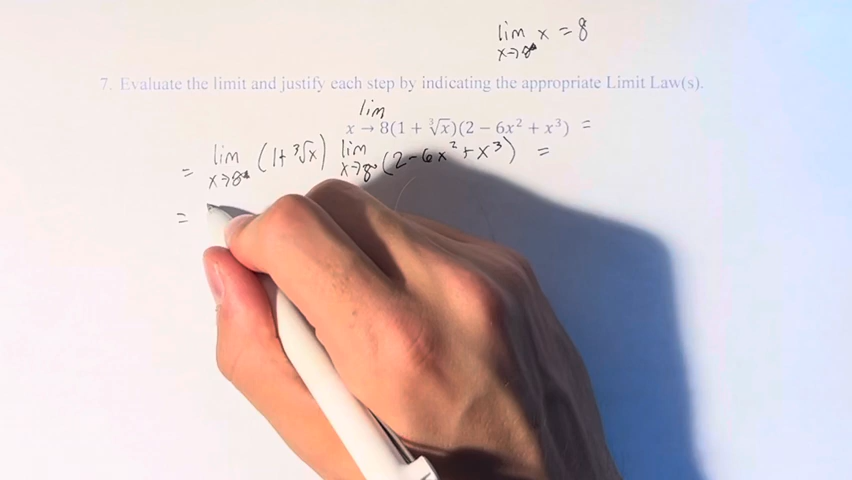 lim x = 8
x→8
7. Evaluate the limit and justify each step by indicating the appropriate Limit Law(s).
lim
x → 8(1 + ∛x)(2 − 6x² + x³) =
= lim (1+ ∛x) lim (2-6x²+x³) =
x→8 x→8
=